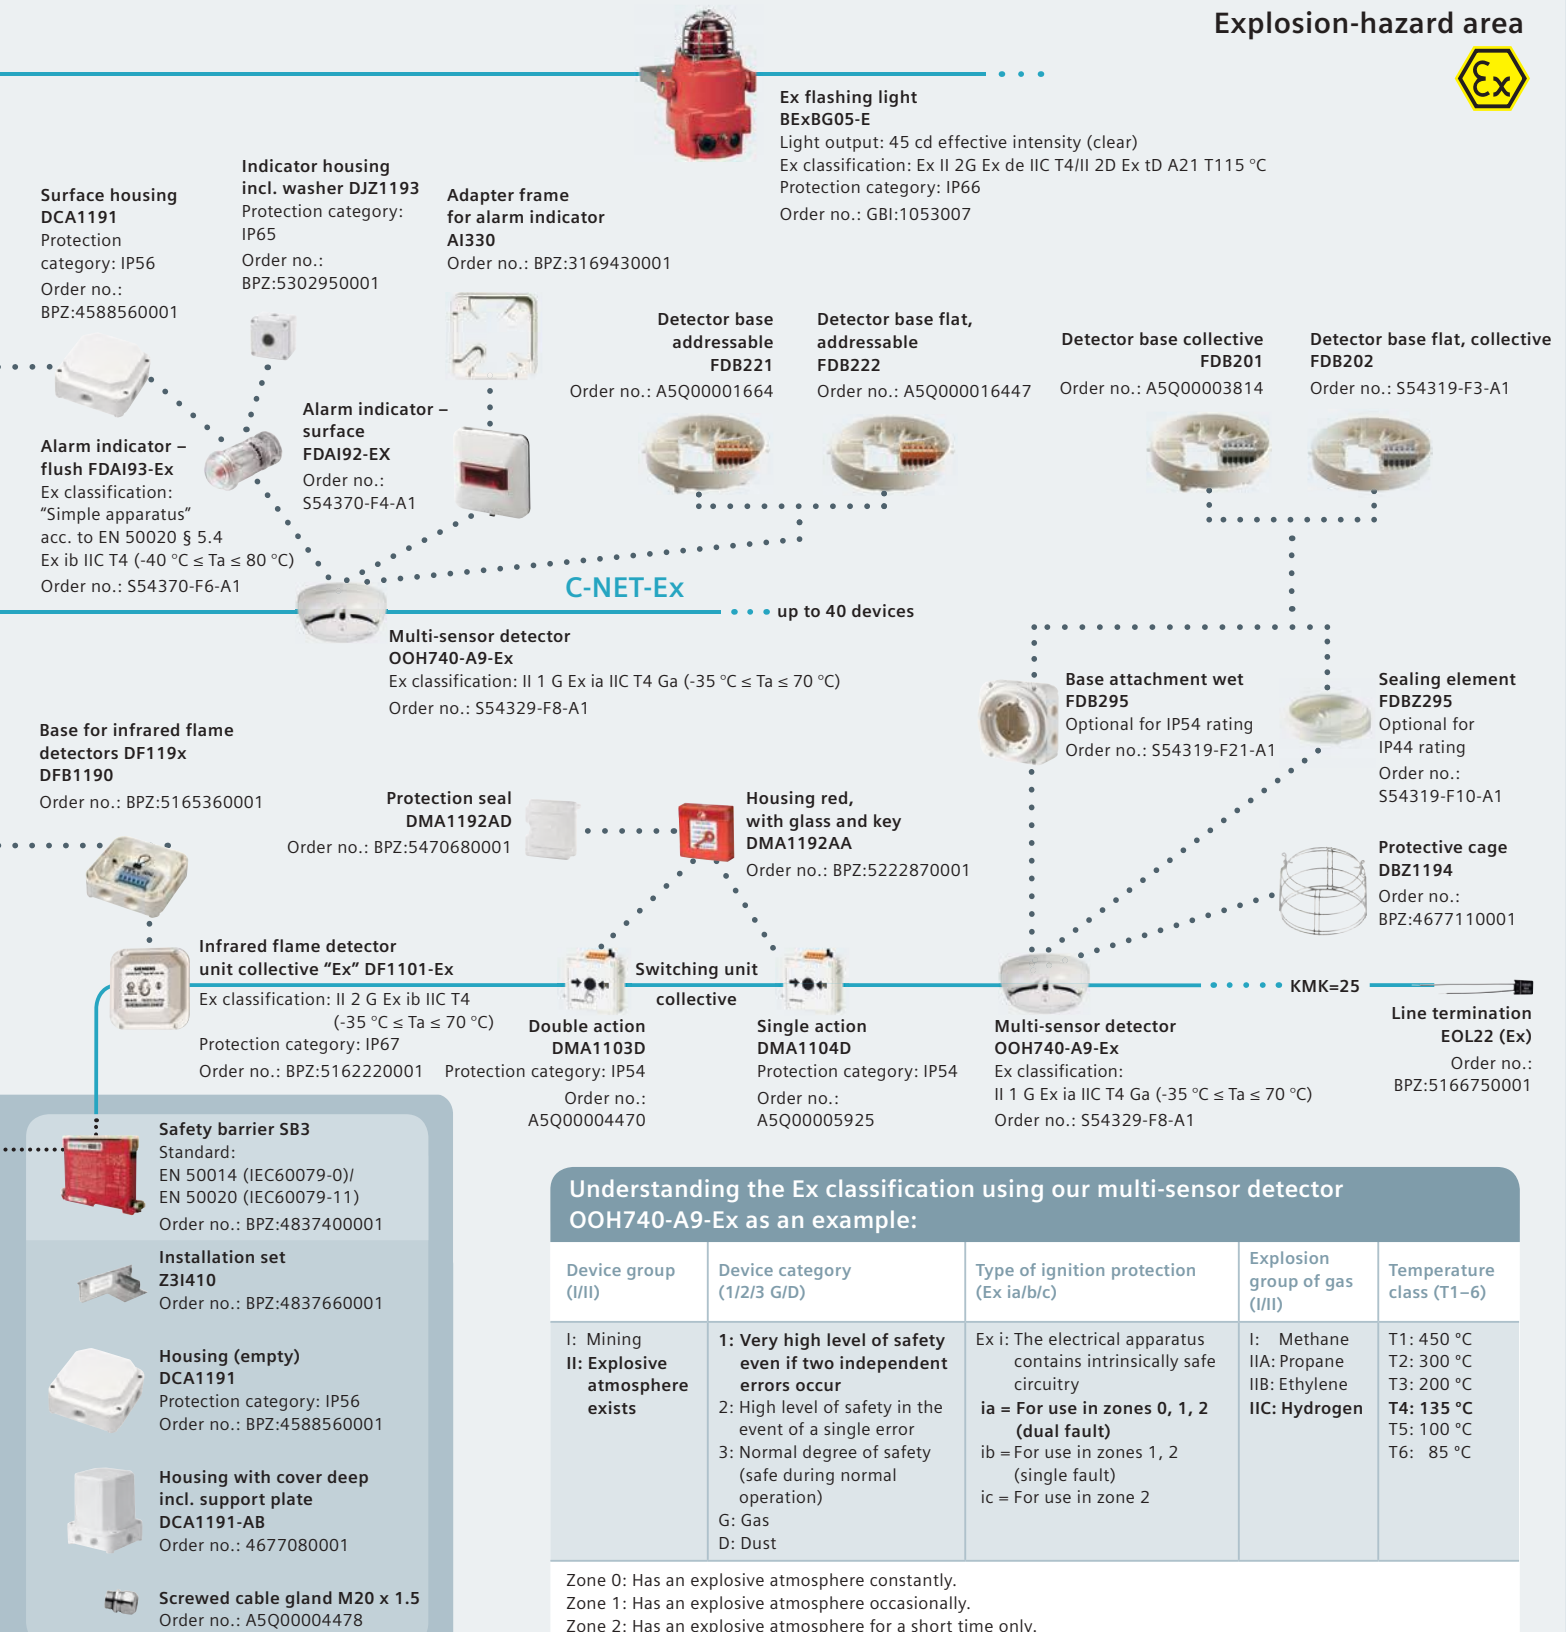 Explosion-hazard area
Ex
Ex flashing light
BExBG05-E
Light output: 45 cd effective intensity (clear)
Ex classification: Ex II 2G Ex de IIC T4/II 2D Ex tD A21 T115 °C
Protection category: IP66
Order no.: GBI:1053007
Surface housing
DCA1191
Protection
category: IP56
Order no.:
BPZ:4588560001
Indicator housing
incl. washer DJZ1193
Protection category:
IP65
Order no.:
BPZ:5302950001
Adapter frame
for alarm indicator
AI330
Order no.: BPZ:3169430001
Detector base
addressable
FDB221
Order no.: A5Q00001664
Detector base flat,
addressable
FDB222
Order no.: A5Q000016447
Detector base collective
FDB201
Order no.: A5Q00003814
Detector base flat, collective
FDB202
Order no.: S54319-F3-A1
Alarm indicator –
surface
FDAI92-EX
Order no.:
S54370-F4-A1
Alarm indicator –
flush FDAI93-Ex
Ex classification:
“Simple apparatus”
acc. to EN 50020 § 5.4
Ex ib IIC T4 (-40 °C ≤ Ta ≤ 80 °C)
Order no.: S54370-F6-A1
C-NET-Ex
up to 40 devices
Multi-sensor detector
OOH740-A9-Ex
Ex classification: II 1 G Ex ia IIC T4 Ga (-35 °C ≤ Ta ≤ 70 °C)
Order no.: S54329-F8-A1
Base attachment wet
FDB295
Optional for IP54 rating
Order no.: S54319-F21-A1
Sealing element
FDBZ295
Optional for
IP44 rating
Order no.:
S54319-F10-A1
Base for infrared flame
detectors DF119x
DFB1190
Order no.: BPZ:5165360001
Protection seal
DMA1192AD
Order no.: BPZ:5470680001
Housing red,
with glass and key
DMA1192AA
Order no.: BPZ:5222870001
Protective cage
DBZ1194
Order no.:
BPZ:4677110001
SIEMENS
Infrared flame detector
unit collective “Ex” DF1101-Ex
Ex classification: II 2 G Ex ib IIC T4
(-35 °C ≤ Ta ≤ 70 °C)
Protection category: IP67
Order no.: BPZ:5162220001
Switching unit
collective
Double action
DMA1103D
Protection category: IP54
Order no.:
A5Q00004470
Single action
DMA1104D
Protection category: IP54
Order no.:
A5Q00005925
Multi-sensor detector
OOH740-A9-Ex
Ex classification:
II 1 G Ex ia IIC T4 Ga (-35 °C ≤ Ta ≤ 70 °C)
Order no.: S54329-F8-A1
KMK=25
Line termination
EOL22 (Ex)
Order no.:
BPZ:5166750001
Safety barrier SB3
Standard:
EN 50014 (IEC60079-0)/
EN 50020 (IEC60079-11)
Order no.: BPZ:4837400001
Installation set
Z3I410
Order no.: BPZ:4837660001
Housing (empty)
DCA1191
Protection category: IP56
Order no.: BPZ:4588560001
Housing with cover deep
incl. support plate
DCA1191-AB
Order no.: 4677080001
Screwed cable gland M20 x 1.5
Order no.: A5Q00004478
Understanding the Ex classification using our multi-sensor detector
OOH740-A9-Ex as an example:
Device group
(I/II)
Device category
(1/2/3 G/D)
Type of ignition protection
(Ex ia/b/c)
Explosion
group of gas
(I/II)
Temperature
class (T1–6)
I: Mining
II: Explosive
atmosphere
exists
1: Very high level of safety
even if two independent
errors occur
2: High level of safety in the
event of a single error
3: Normal degree of safety
(safe during normal
operation)
G: Gas
D: Dust
Ex i: The electrical apparatus
contains intrinsically safe
circuitry
ia = For use in zones 0, 1, 2
(dual fault)
ib = For use in zones 1, 2
(single fault)
ic = For use in zone 2
I: Methane
IIA: Propane
IIB: Ethylene
IIC: Hydrogen
T1: 450 °C
T2: 300 °C
T3: 200 °C
T4: 135 °C
T5: 100 °C
T6: 85 °C
Zone 0: Has an explosive atmosphere constantly.
Zone 1: Has an explosive atmosphere occasionally.
Zone 2: Has an explosive atmosphere for a short time only.